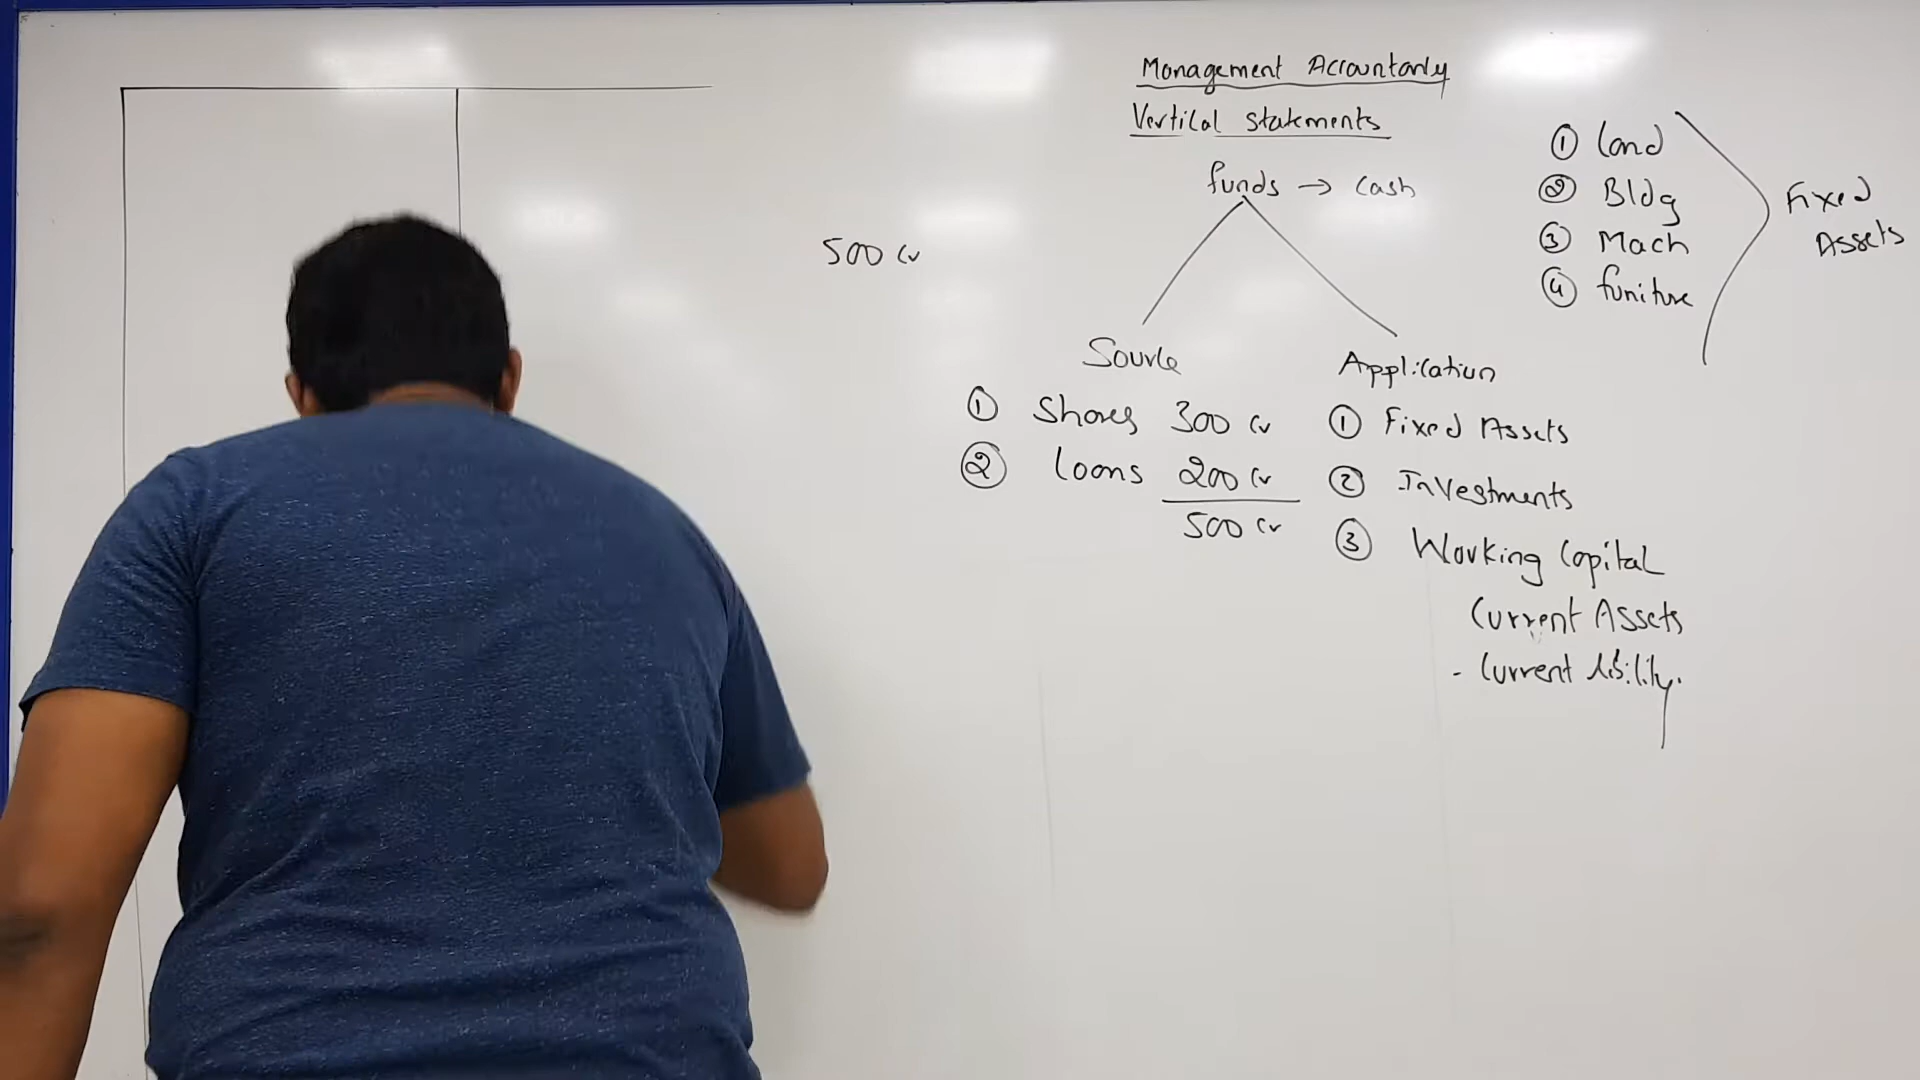 Management Accountanly
Vertical statements
funds → cash
500 cr
Source
① Shares 300 cr
② loans 200 cr
500 cr
Application
① Fixed Assets
② Investments
③ Working Capital
Current Assets
- Current
① Land
② Bldg
③ Mach
④ funiture
Fixed
Assets